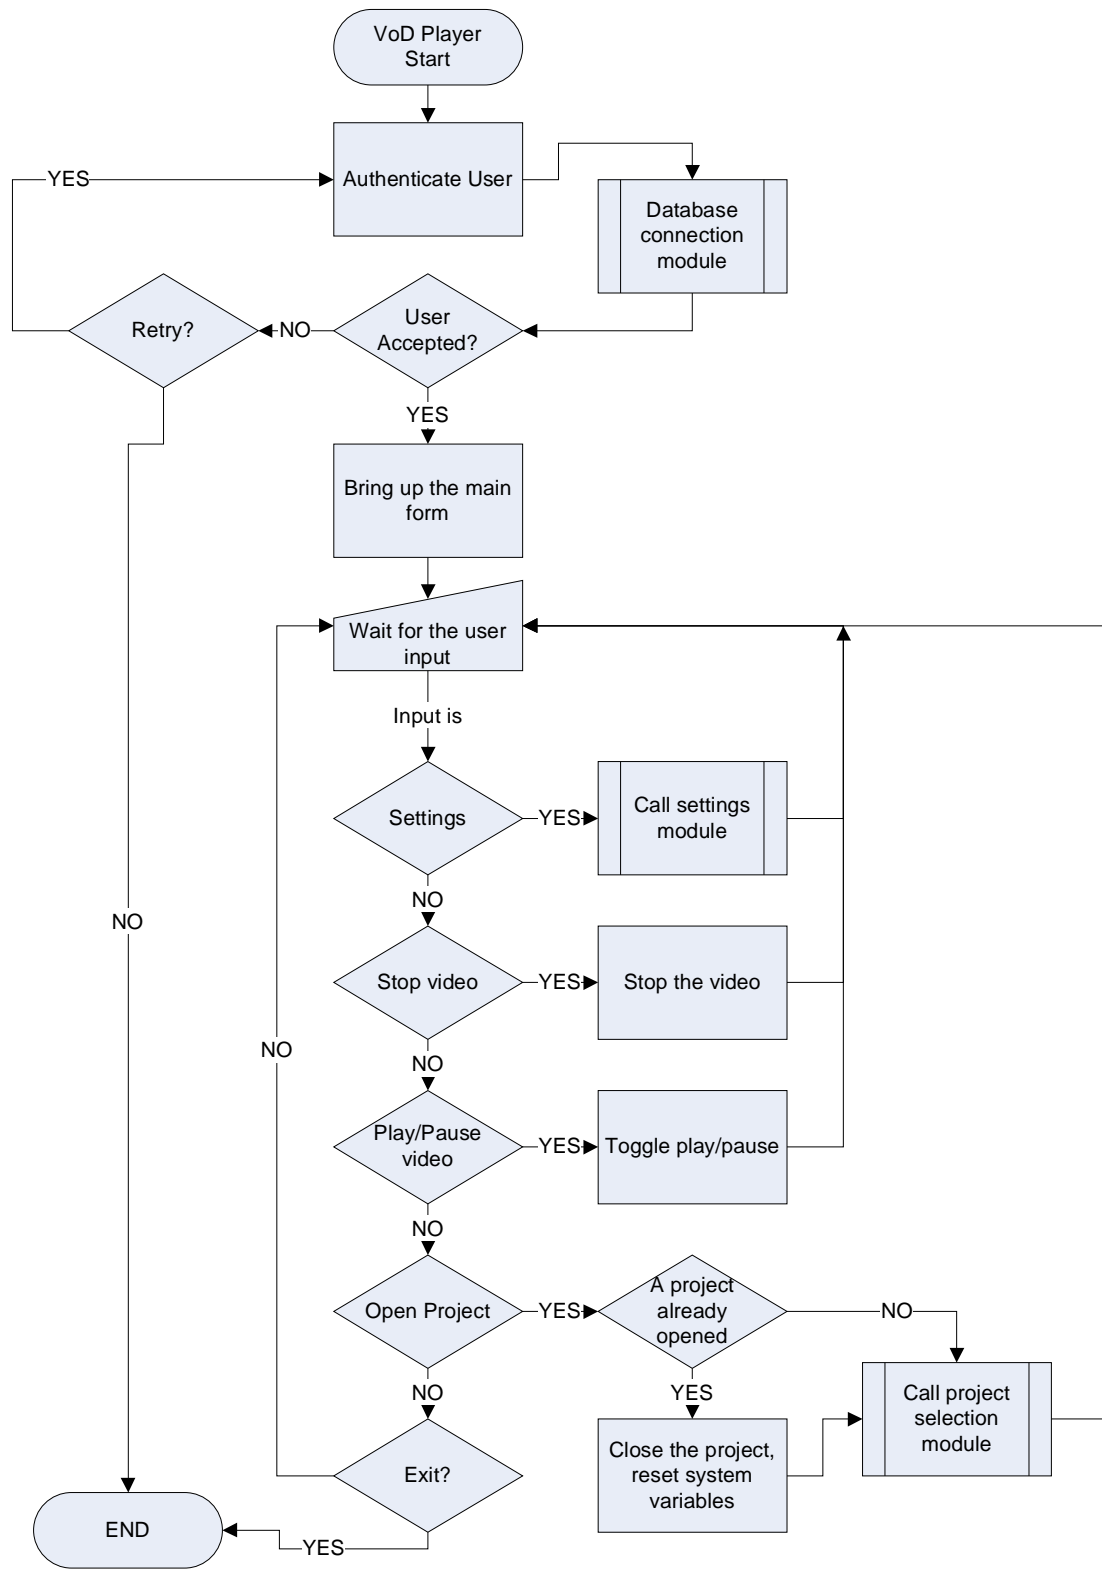 VoD Player
Start
YES
Authenticate User
Database
connection
module
Retry?
NO
User
Accepted?
YES
Bring up the main
form
Wait for the user
input
Input is
Settings
YES
Call settings
module
NO
NO
Stop video
YES
Stop the video
NO
NO
Play/Pause
video
YES
Toggle play/pause
NO
Open Project
YES
A project
already
opened
NO
NO
YES
Call project
selection
module
Exit?
Close the project,
reset system
variables
END
YES